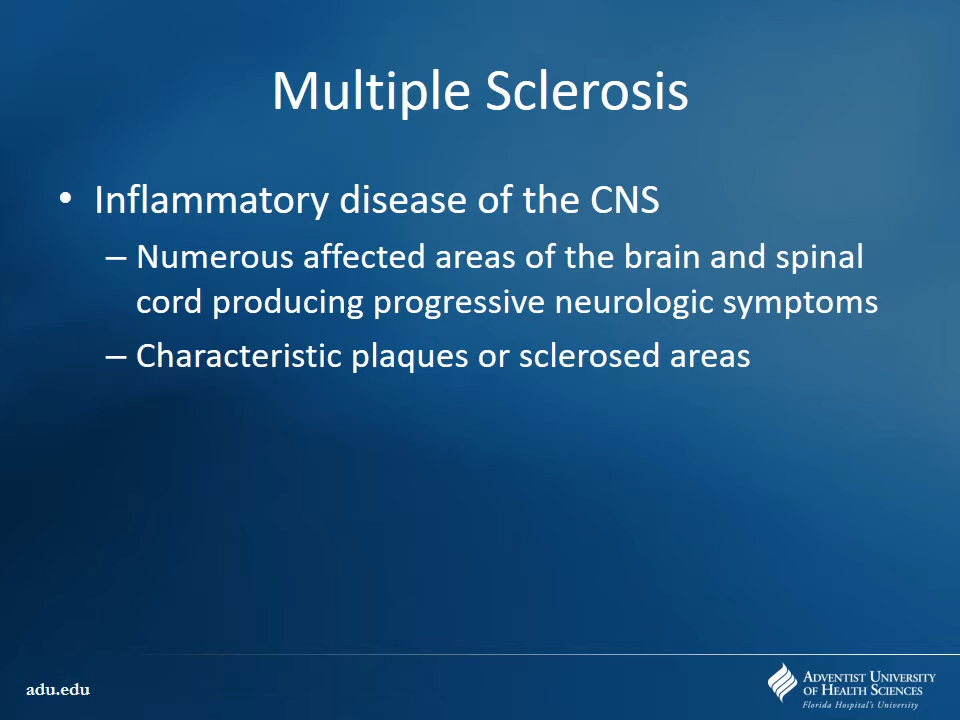 Multiple Sclerosis
• Inflammatory disease of the CNS
– Numerous affected areas of the brain and spinal
cord producing progressive neurologic symptoms
– Characteristic plaques or sclerosed areas
adu.edu
ADVENTIST UNIVERSITY
OF HEALTH SCIENCES
Florida Hospital's University